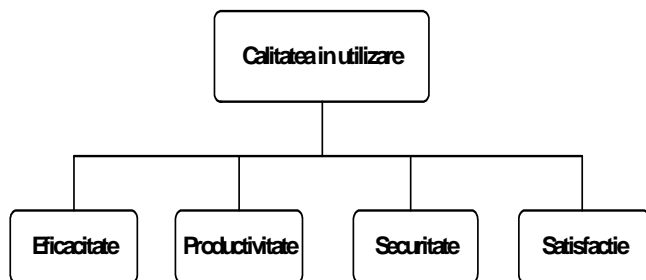 Calitatea in utilizare
Eficacitate
Productivitate
Securitate
Satisfactie